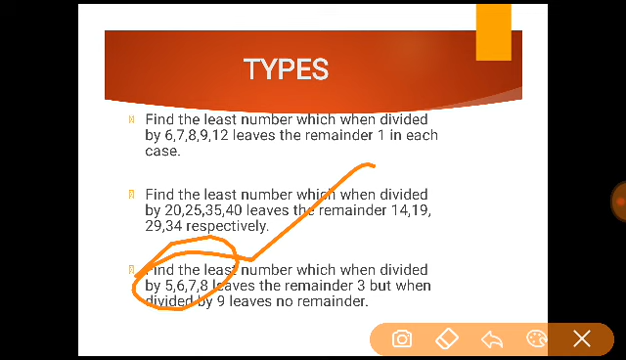 TYPES
Find the least number which when divided
by 6,7,8,9,12 leaves the remainder 1 in each
case.
Find the least number which when divided
by 20,25,35,40 leaves the remainder 14,19,
29,34 respectively.
Find the least number which when divided
by 5,6,7,8 leaves the remainder 3 but when
divided by 9 leaves no remainder.